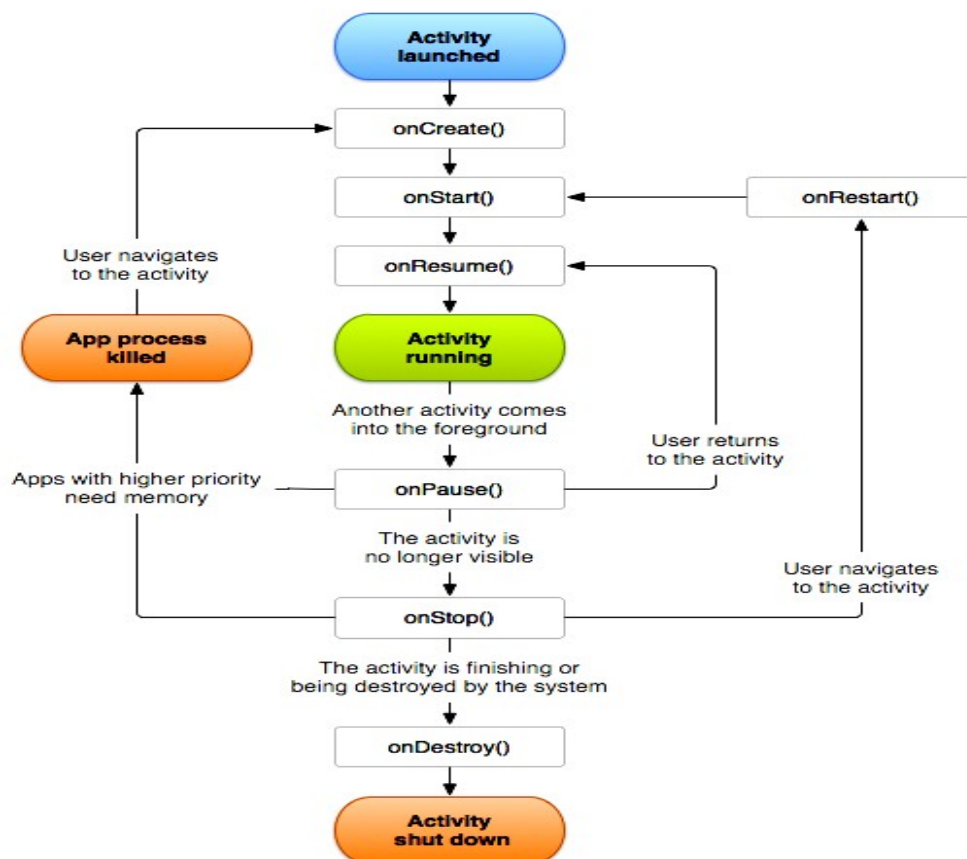 Activity
launched
onCreate()
onStart()
onRestart()
User navigates
to the activity
onResume()
App process
killed
Activity
running
Another activity comes
into the foreground
User returns
to the activity
Apps with higher priority
need memory
onPause()
The activity is
no longer visible
User navigates
to the activity
onStop()
The activity is finishing or
being destroyed by the system
onDestroy()
Activity
shut down